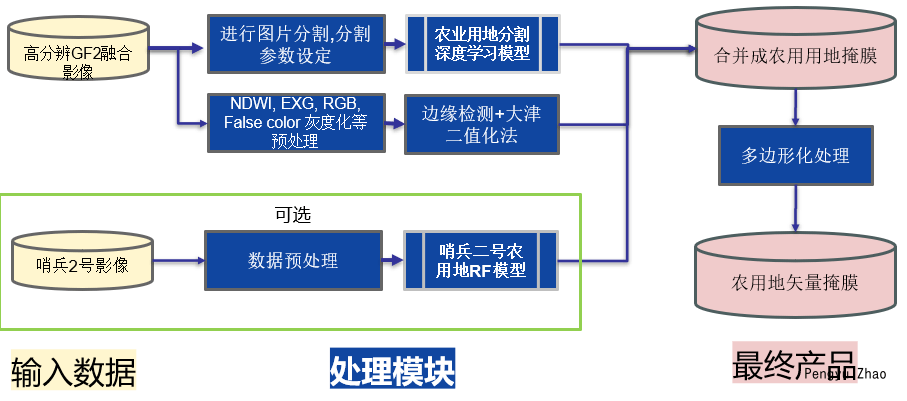 高分辨GF2融合
影像
进行图片分割,分割
参数设定
农业用地分割
深度学习模型
合并成农用用地掩膜
NDWI, EXG, RGB,
False color 灰度化等
预处理
边缘检测+大津
二值化法
多边形化处理
可选
哨兵2号影像
数据预处理
哨兵二号农
用地RF模型
农用地矢量掩膜
输入数据
处理模块
最终产品
Pengyu Zhao